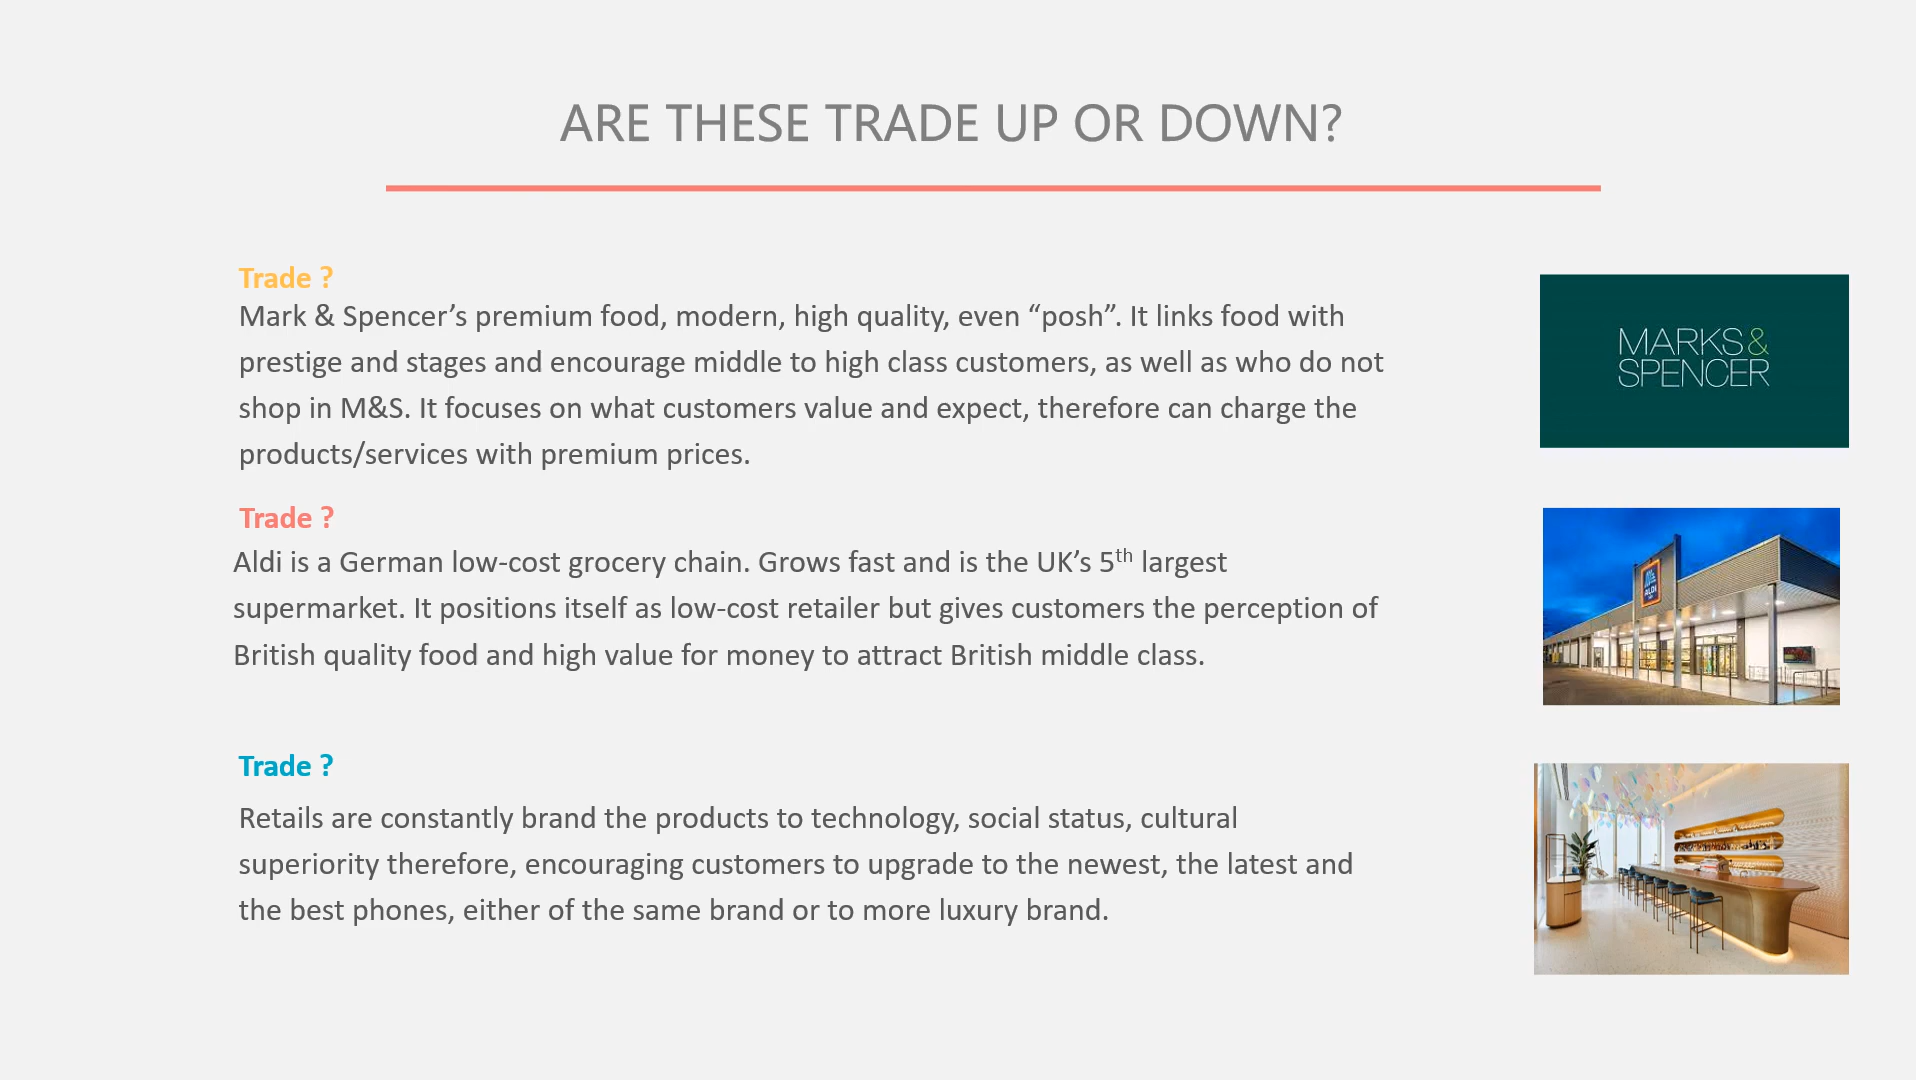 ARE THESE TRADE UP OR DOWN?
Trade ?
Mark & Spencer’s premium food, modern, high quality, even “posh”. It links food with
prestige and stages and encourage middle to high class customers, as well as who do not
shop in M&S. It focuses on what customers value and expect, therefore can charge the
products/services with premium prices.
MARKS&
SPENCER
Trade ?
Aldi is a German low-cost grocery chain. Grows fast and is the UK’s 5th largest
supermarket. It positions itself as low-cost retailer but gives customers the perception of
British quality food and high value for money to attract British middle class.
ALDI
Trade ?
Retails are constantly brand the products to technology, social status, cultural
superiority therefore, encouraging customers to upgrade to the newest, the latest and
the best phones, either of the same brand or to more luxury brand.